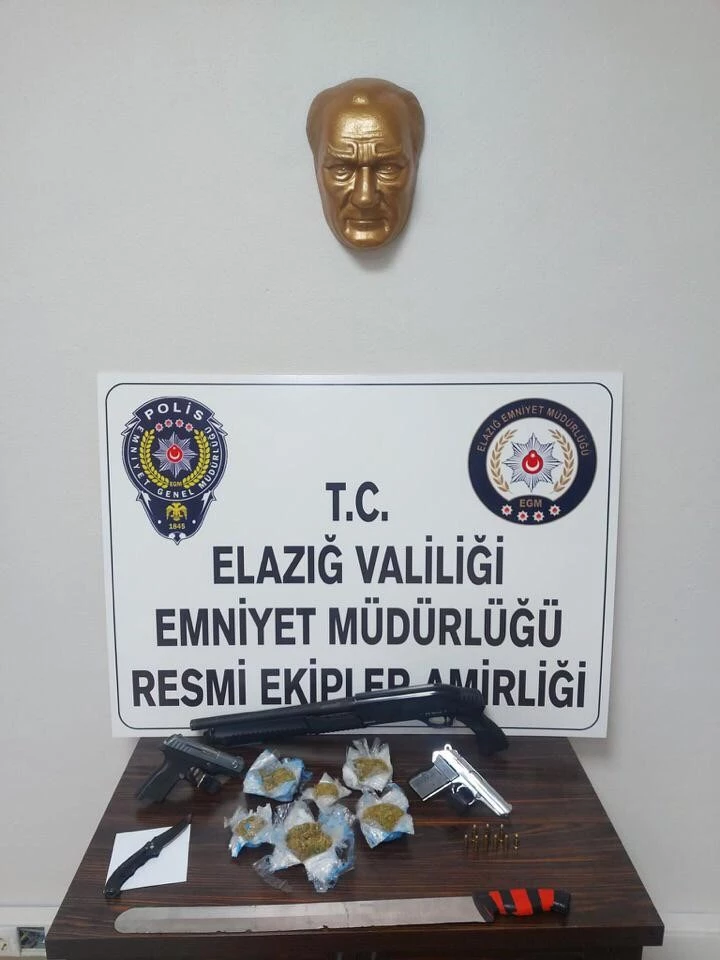 POLİS
EMNİYET GENEL MÜDÜRLÜĞÜ
EGM
1845
ELAZIĞ EMNİYET MÜDÜRLÜĞÜ
EGM
T.C.
ELAZIĞ VALİLİĞİ
EMNİYET MÜDÜRLÜĞÜ
RESMİ EKİPLER AMİRLİĞİ